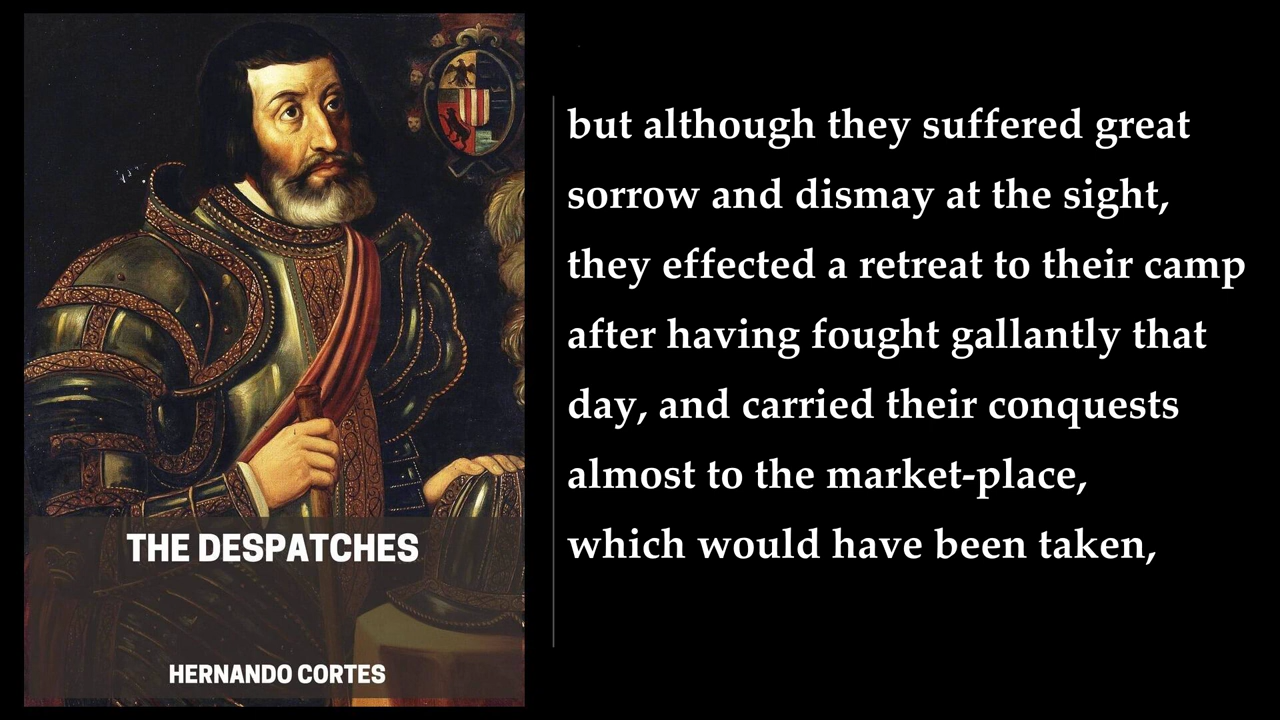 THE DESPATCHES
HERNANDO CORTES
but although they suffered great
sorrow and dismay at the sight,
they effected a retreat to their camp
after having fought gallantly that
day, and carried their conquests
almost to the market-place,
which would have been taken,